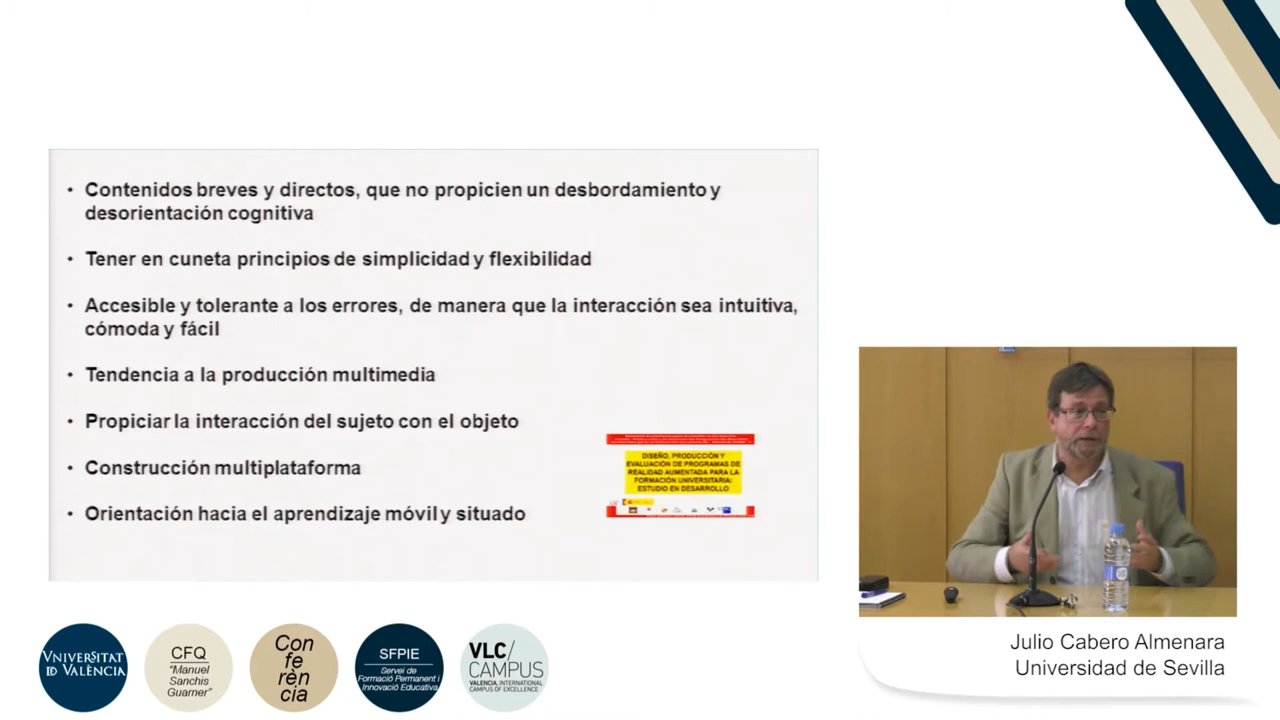 • Contenidos breves y directos, que no propicien un desbordamiento y
desorientación cognitiva
• Tener en cuneta principios de simplicidad y flexibilidad
• Accesible y tolerante a los errores, de manera que la interacción sea intuitiva,
cómoda y fácil
• Tendencia a la producción multimedia
• Propiciar la interacción del sujeto con el objeto
• Construcción multiplataforma
• Orientación hacia el aprendizaje móvil y situado
DISEÑO, PRODUCCIÓN Y
EVALUACIÓN DE PROGRAMAS DE
REALIDAD AUMENTADA PARA LA
FORMACIÓN UNIVERSITARIA:
ESTUDIO EN DESARROLLO
Julio Cabero Almenara
Universidad de Sevilla
VNIVERSITAT
DE VALÈNCIA
CFQ
"Manuel
Sanchis
Guarner"
Con
fe
rèn
cia
SFPIE
Servei de
Formació Permanent i
Innovació Educativa
VLC/
CAMPUS
VALENCIA, INTERNATIONAL
CAMPUS OF EXCELLENCE